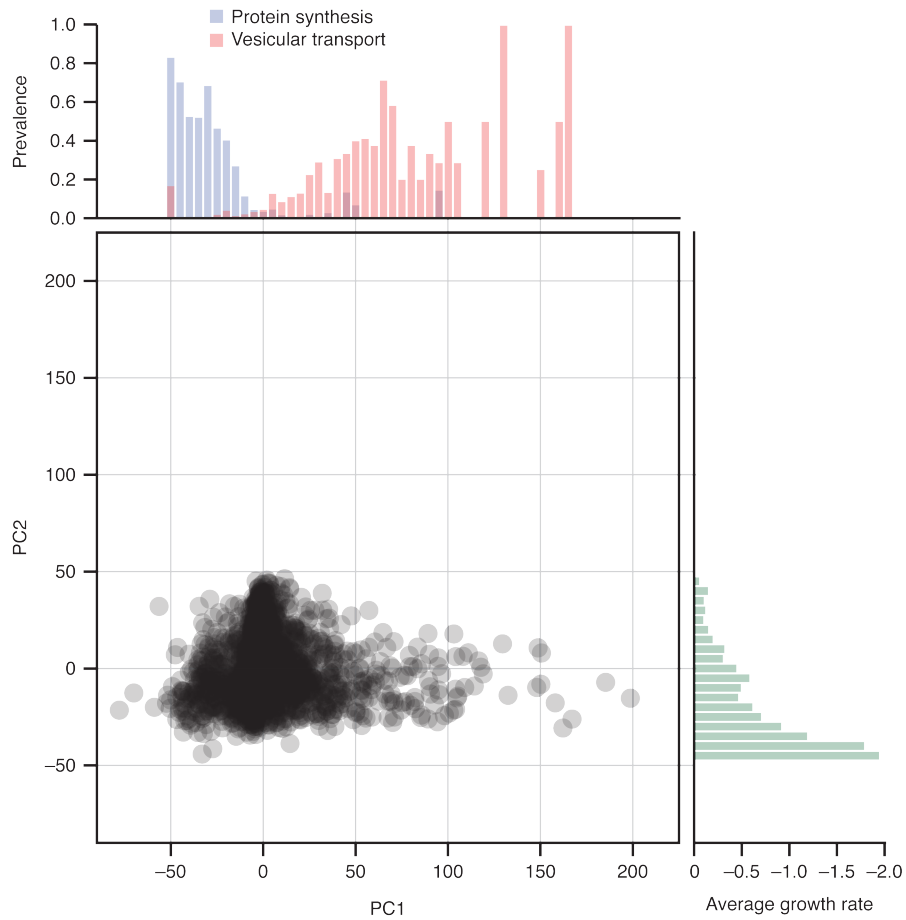 Protein synthesis
Vesicular transport
Prevalence
1.0
0.8
0.6
0.4
0.2
0.0
PC2
200
150
100
50
0
−50
−50 0 50 100 150 200
PC1
0 −0.5 −1.0 −1.5 −2.0
Average growth rate